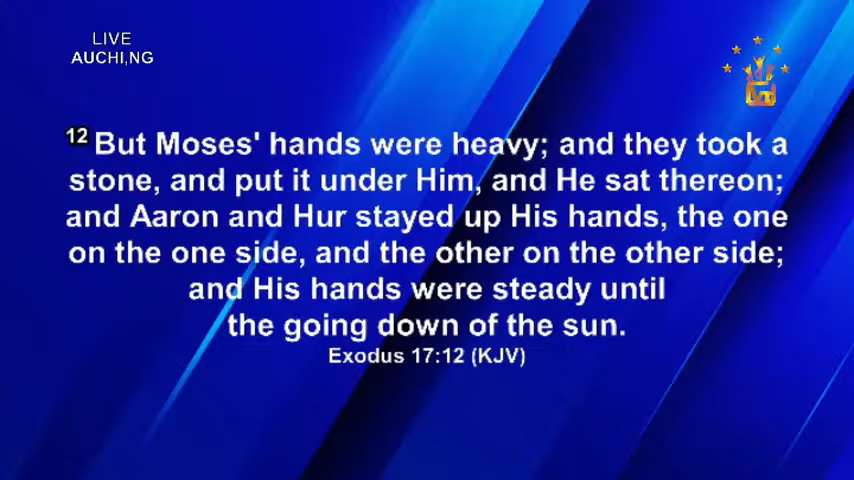 LIVE
AUCHI,NG
12 But Moses' hands were heavy; and they took a
stone, and put it under Him, and He sat thereon;
and Aaron and Hur stayed up His hands, the one
on the one side, and the other on the other side;
and His hands were steady until
the going down of the sun.
Exodus 17:12 (KJV)